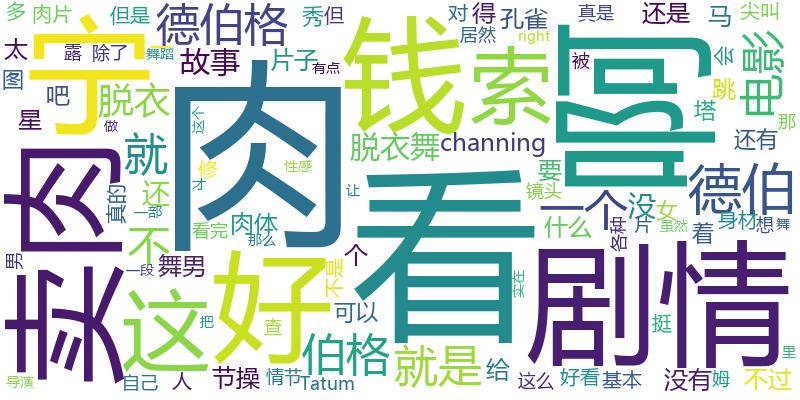 多
肉片
但是
德伯格
秀
但
对
得
孔雀
还是
马
真是
尖叫
太
露
除了
舞蹈
宁
故事
片子
有点
钱
索
居然
right
啊
被
会
跳
电影
图
吧
脱衣
星
做
这个
肉
脱衣舞
channing
塔
那
还有
卖肉
就
还
修
才
性感
让
要
镜头
一个
没
女
虽然
德伯
真的
一部
不
看完
肉体
那么
看
什么
各种
片
着
身材
想
舞
男
一段
舞男
个
不是
实在
剧情
这
好
把
查
可以
伯格
就是
给
挺
里
导演
自己
人
节操
情节
Tatum
这么
好看
基本
没有
姆
不过